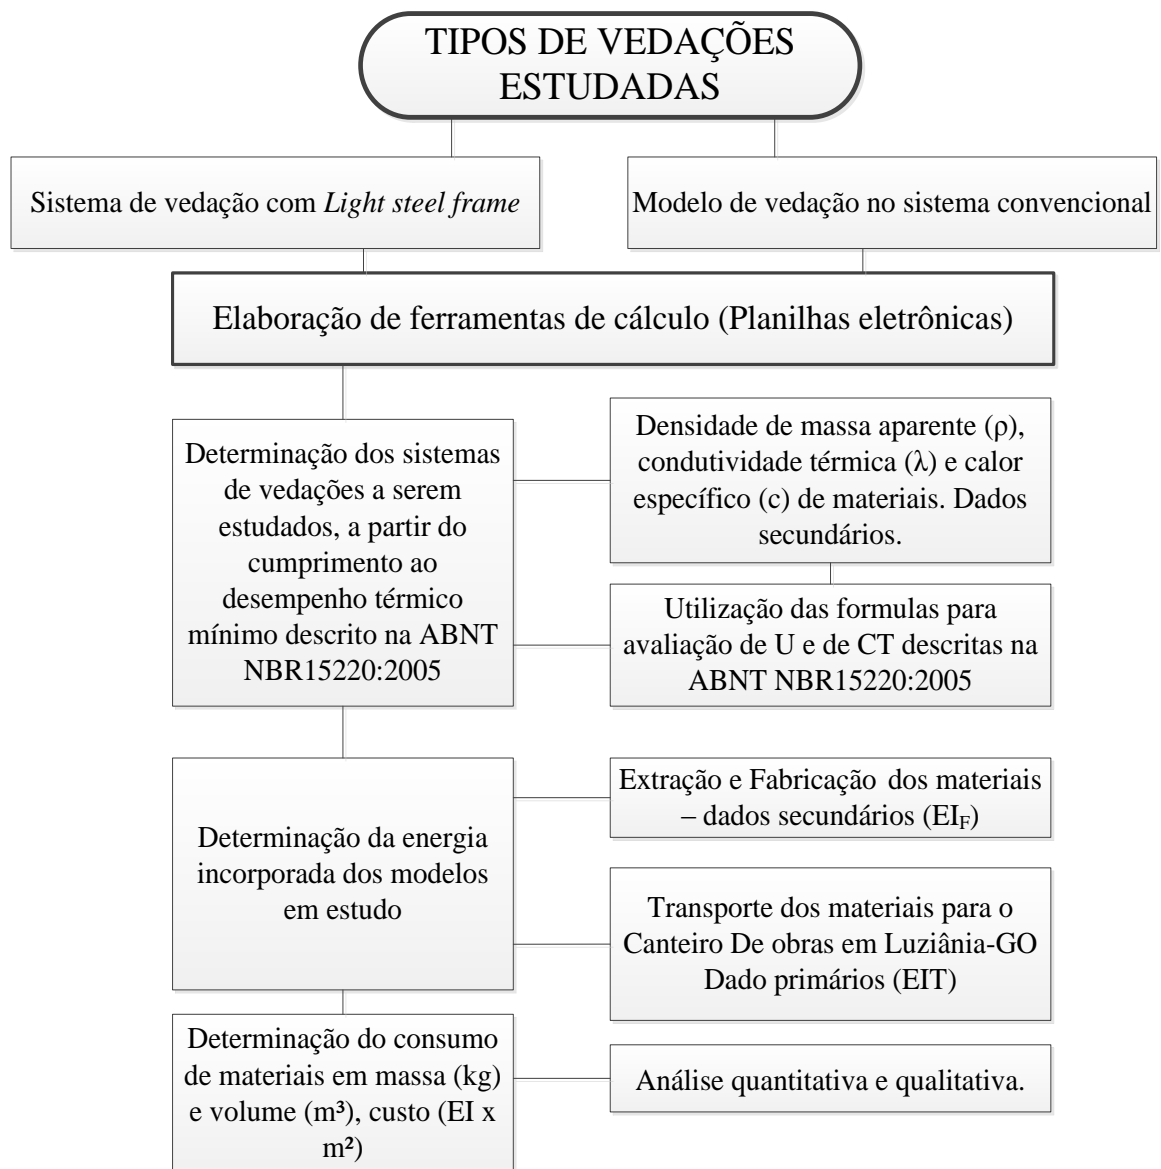 TIPOS DE VEDAÇÕES
ESTUDADAS
Sistema de vedação com Light steel frame
Modelo de vedação no sistema convencional
Elaboração de ferramentas de cálculo (Planilhas eletrônicas)
Determinação dos sistemas
de vedações a serem
estudados, a partir do
cumprimento ao
desempenho térmico
mínimo descrito na ABNT
NBR15220:2005
Densidade de massa aparente (ρ),
condutividade térmica (λ) e calor
específico (c) de materiais. Dados
secundários.
Utilização das formulas para
avaliação de U e de CT descritas na
ABNT NBR15220:2005
Determinação da energia
incorporada dos modelos
em estudo
Extração e Fabricação dos materiais
– dados secundários (EIF)
Transporte dos materiais para o
Canteiro De obras em Luziânia-GO
Dado primários (EIT)
Determinação do consumo
de materiais em massa (kg)
e volume (m³), custo (EI x
m²)
Análise quantitativa e qualitativa.